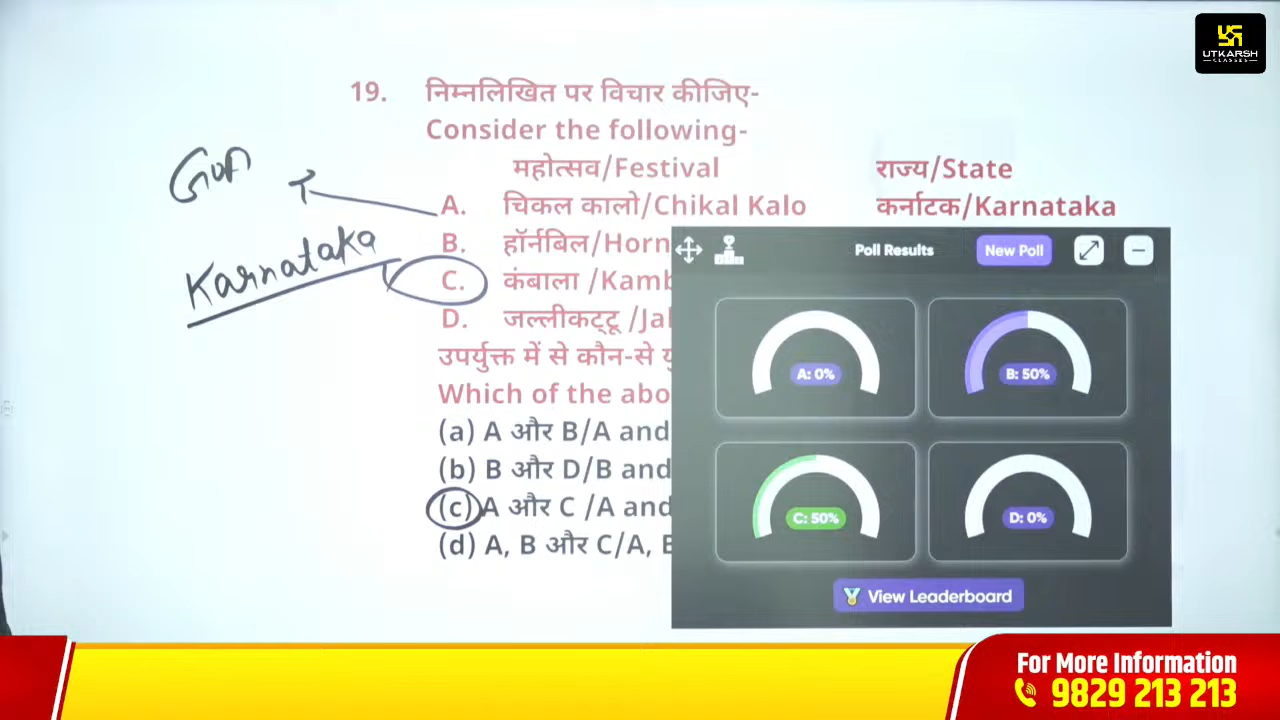 UTKARSH
CLASSES
19. निम्नलिखित पर विचार कीजिए-
Consider the following-
महोत्सव/Festival राज्य/State
A. चिकल कालो/Chikal Kalo कर्नाटक/Karnataka
B. हॉर्नबिल/Horn
C. कंबाला /Kamb
D. जल्लीकट्टू /Jal
उपर्युक्त में से कौन-से
Which of the abo
(a) A और B/A and
(b) B और D/B and
(c) A और C /A and
(d) A, B और C/A,
Goa
Karnataka
Poll Results New Poll
A: 0% B: 50%
C: 50% D: 0%
View Leaderboard
For More Information
9829 213 213